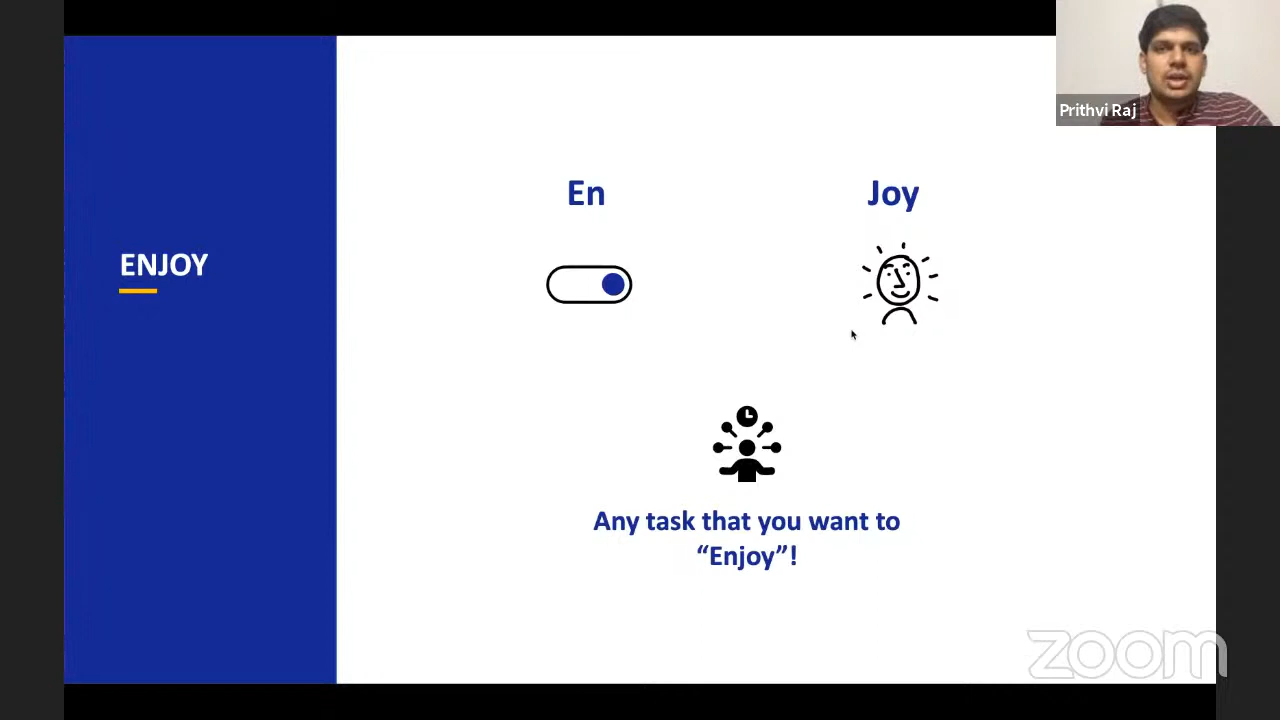 Prithvi Raj
En
Joy
ENJOY
Any task that you want to
“Enjoy”!
zoom